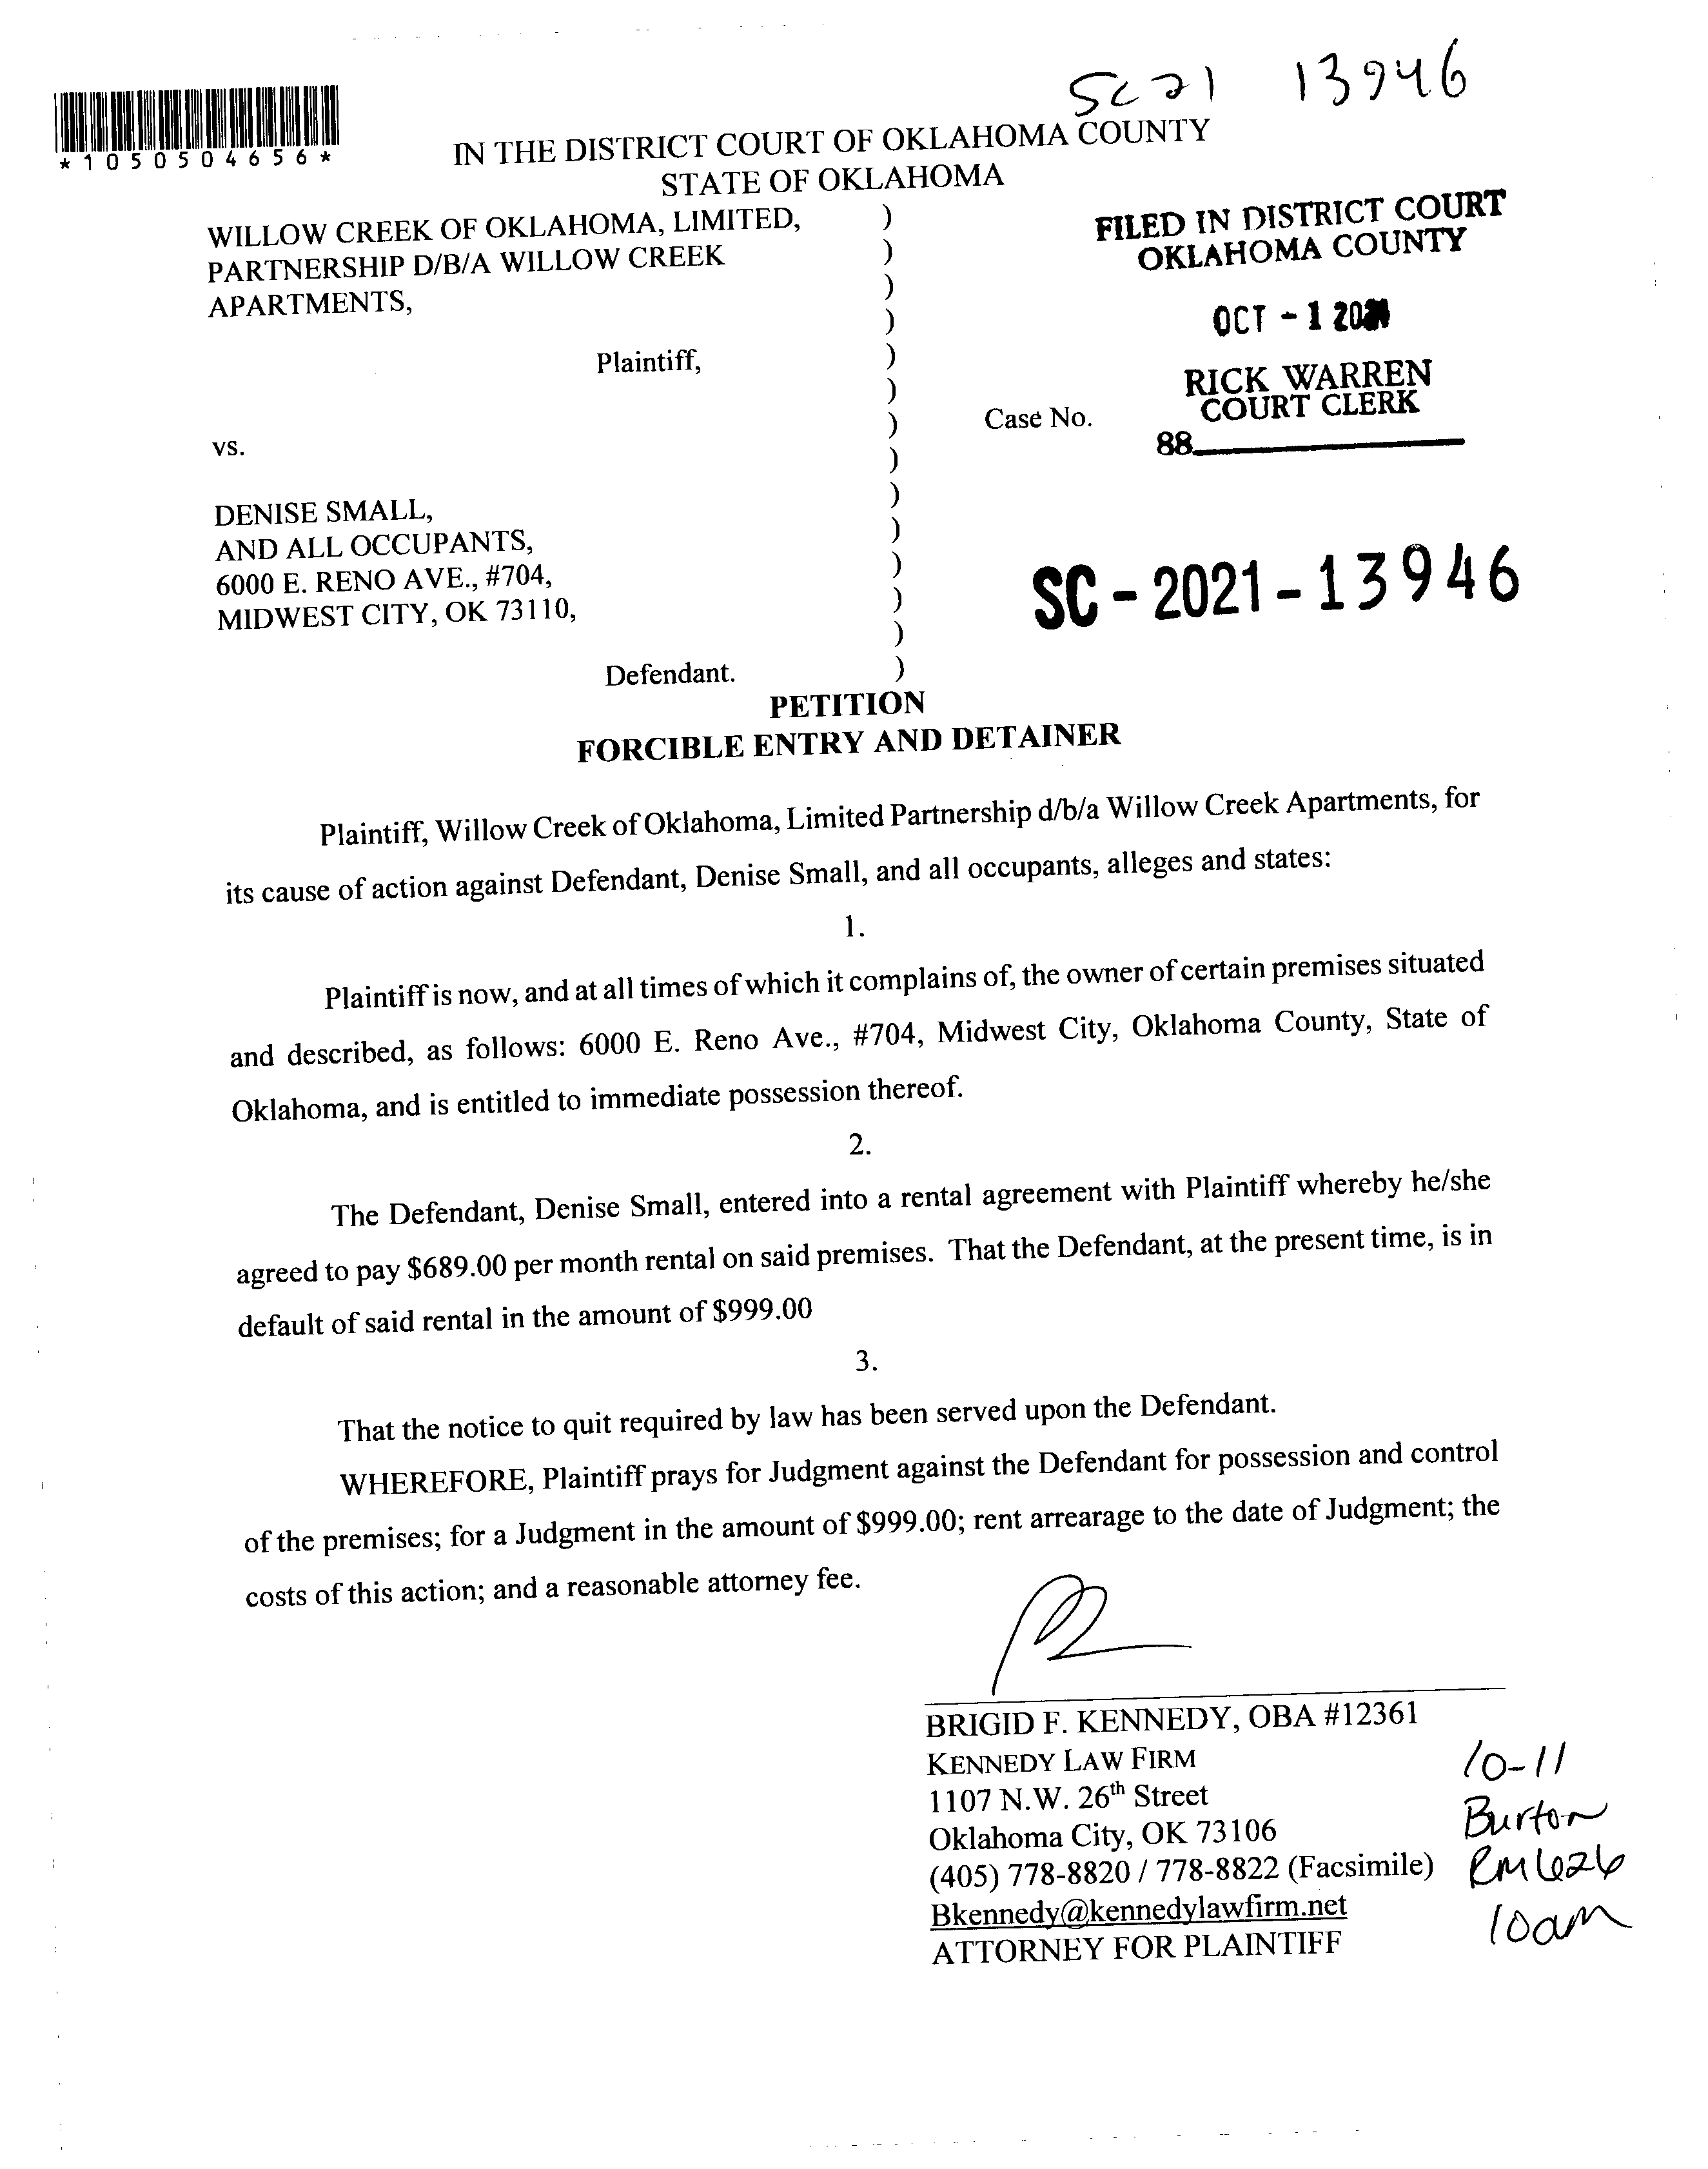 SC21 13946
*1050504656*
IN THE DISTRICT COURT OF OKLAHOMA COUNTY
STATE OF OKLAHOMA
WILLOW CREEK OF OKLAHOMA, LIMITED, )
PARTNERSHIP D/B/A WILLOW CREEK )
APARTMENTS, )
)
Plaintiff, )
)
)
vs. )
)
DENISE SMALL, )
AND ALL OCCUPANTS, )
6000 E. RENO AVE., #704, )
MIDWEST CITY, OK 73110, )
)
Defendant. )
FILED IN DISTRICT COURT
OKLAHOMA COUNTY
OCT - 1 2021
RICK WARREN
COURT CLERK
Case No.
88
SC - 2021 - 13946
PETITION
FORCIBLE ENTRY AND DETAINER
Plaintiff, Willow Creek of Oklahoma, Limited Partnership d/b/a Willow Creek Apartments, for
its cause of action against Defendant, Denise Small, and all occupants, alleges and states:
1.
Plaintiff is now, and at all times of which it complains of, the owner of certain premises situated
and described, as follows: 6000 E. Reno Ave., #704, Midwest City, Oklahoma County, State of
Oklahoma, and is entitled to immediate possession thereof.
2.
The Defendant, Denise Small, entered into a rental agreement with Plaintiff whereby he/she
agreed to pay $689.00 per month rental on said premises. That the Defendant, at the present time, is in
default of said rental in the amount of $999.00
3.
That the notice to quit required by law has been served upon the Defendant.
WHEREFORE, Plaintiff prays for Judgment against the Defendant for possession and control
of the premises; for a Judgment in the amount of $999.00; rent arrearage to the date of Judgment; the
costs of this action; and a reasonable attorney fee.
BRIGID F. KENNEDY, OBA #12361
KENNEDY LAW FIRM
1107 N.W. 26th Street
Oklahoma City, OK 73106
(405) 778-8820 / 778-8822 (Facsimile)
Bkennedy@kennedylawfirm.net
ATTORNEY FOR PLAINTIFF
10-11
Burton
RM 626
10am